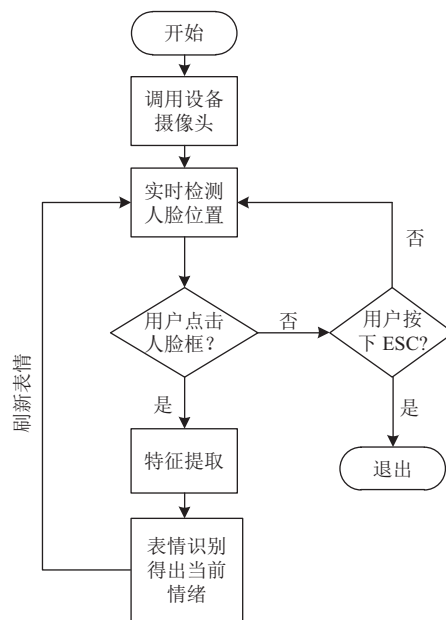 开始
调用设备
摄像头
实时检测
人脸位置
否
用户点击
人脸框？
否
用户按
下 ESC?
是
是
刷新表情
特征提取
退出
表情识别
得出当前
情绪